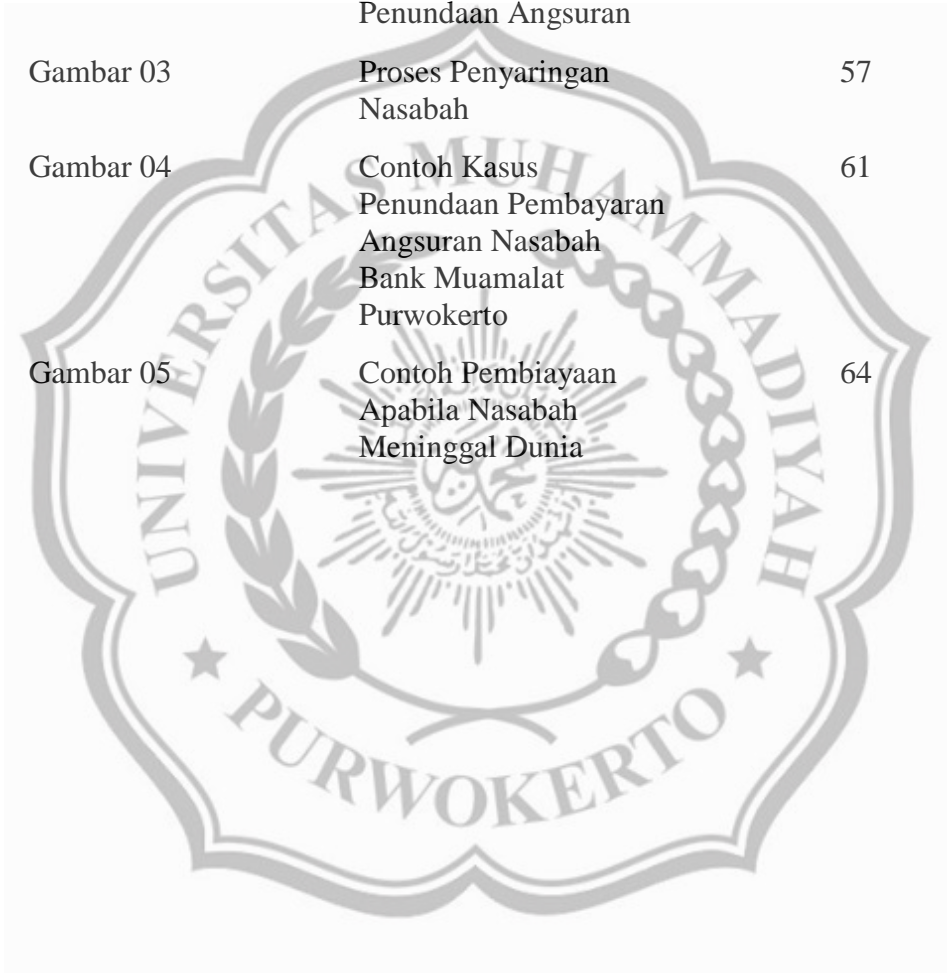 Penundaan Angsuran
Gambar 03 Proses Penyaringan 57
Nasabah
Gambar 04 Contoh Kasus 61
Penundaan Pembayaran
Angsuran Nasabah
Bank Muamalat
Purwokerto
Gambar 05 Contoh Pembiayaan 64
Apabila Nasabah
Meninggal Dunia
UNIVERSITAS MUHAMMADIYAH
PURWOKERTO